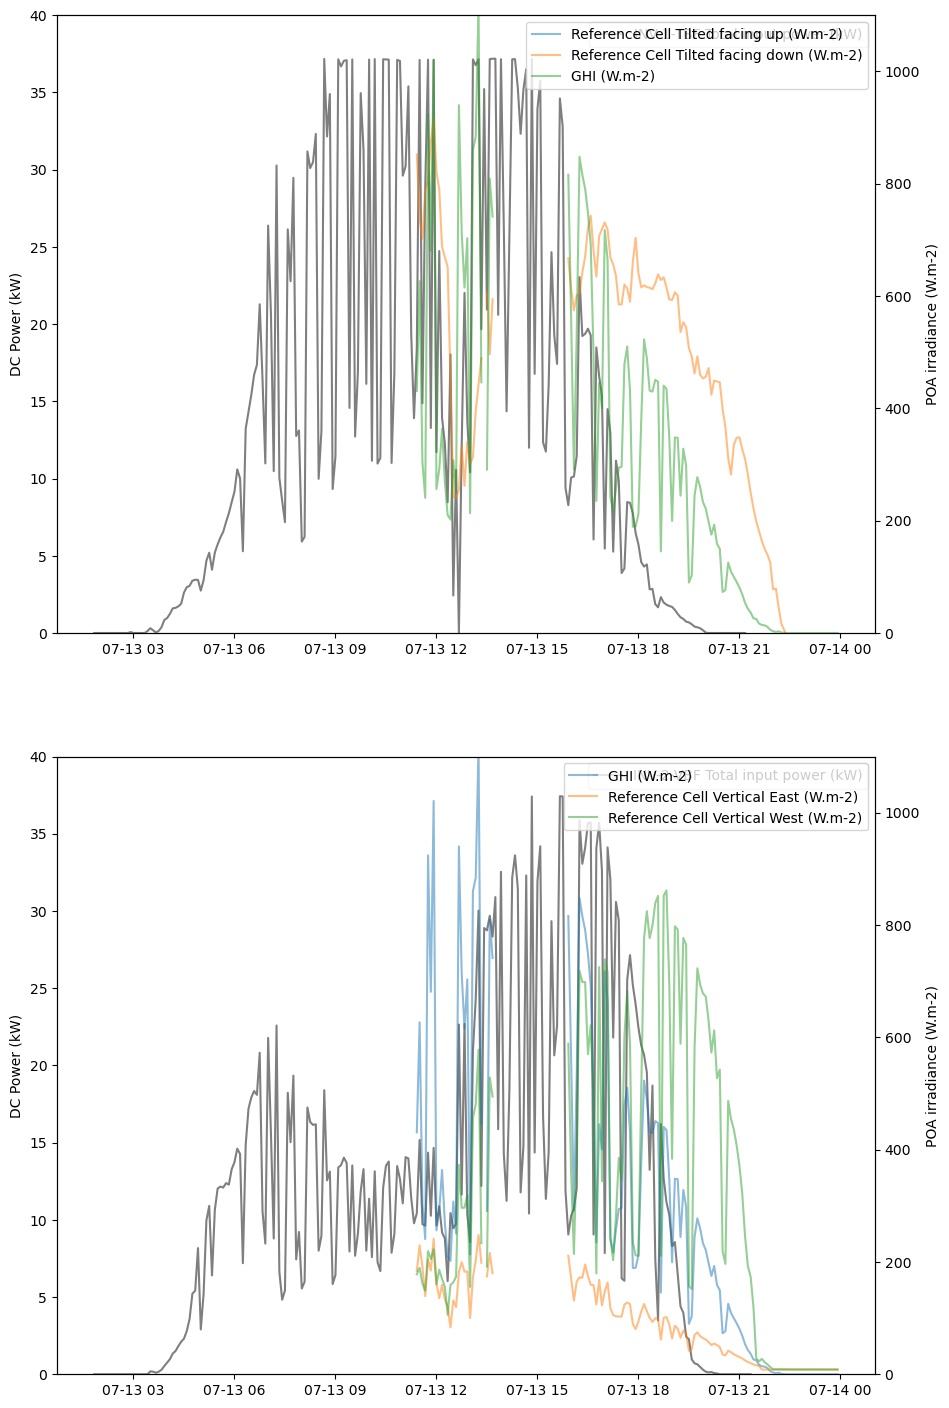 40
35
30
25
20
15
10
5
0
DC Power (kW)
Reference Cell Tilted facing up (W.m-2)
Reference Cell Tilted facing down (W.m-2)
GHI (W.m-2)
1000
800
600
400
200
0
POA irradiance (W.m-2)
07-13 03 07-13 06 07-13 09 07-13 12 07-13 15 07-13 18 07-13 21 07-14 00
40
35
30
25
20
15
10
5
0
DC Power (kW)
GHI (W.m-2) Total input power (kW)
Reference Cell Vertical East (W.m-2)
Reference Cell Vertical West (W.m-2)
1000
800
600
400
200
0
POA irradiance (W.m-2)
07-13 03 07-13 06 07-13 09 07-13 12 07-13 15 07-13 18 07-13 21 07-14 00